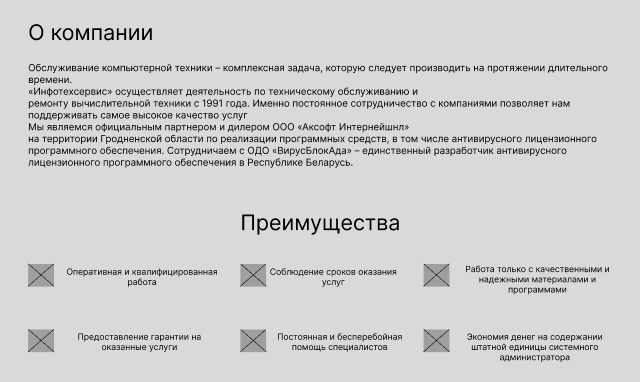 О компании
Обслуживание компьютерной техники – комплексная задача, которую следует производить на протяжении длительного
времени.
«Инфотехсервис» осуществляет деятельность по техническому обслуживанию и
ремонту вычислительной техники с 1991 года. Именно постоянное сотрудничество с компаниями позволяет нам
поддерживать самое высокое качество услуг
Мы являемся официальным партнером и дилером ООО «Аксофт Интернейшнл»
на территории Гродненской области по реализации программных средств, в том числе антивирусного лицензионного
программного обеспечения. Сотрудничаем с ОДО «ВирусБлокАда» – единственный разработчик антивирусного
лицензионного программного обеспечения в Республике Беларусь.
Преимущества
Оперативная и квалифицированная
работа
Соблюдение сроков оказания
услуг
Работа только с качественными и
надежными материалами и
программами
Предоставление гарантии на
оказанные услуги
Постоянная и бесперебойная
помощь специалистов
Экономия денег на содержании
штатной единицы системного
администратора